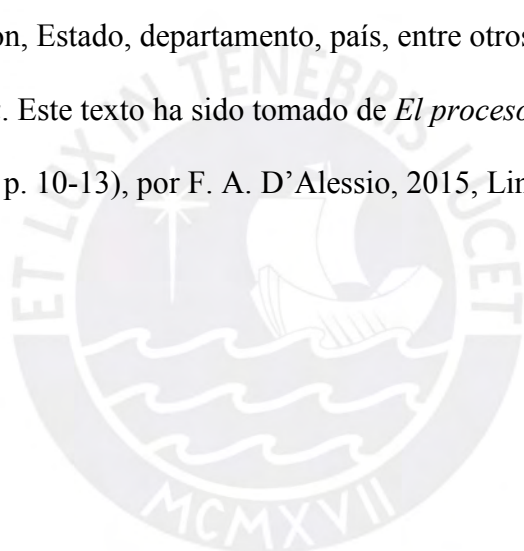 on, Estado, departamento, país, entre otros
. Este texto ha sido tomado de El proceso
p. 10-13), por F. A. D’Alessio, 2015, Lin
ET LUX IN TENEBRIS LUCET
MCMXVII